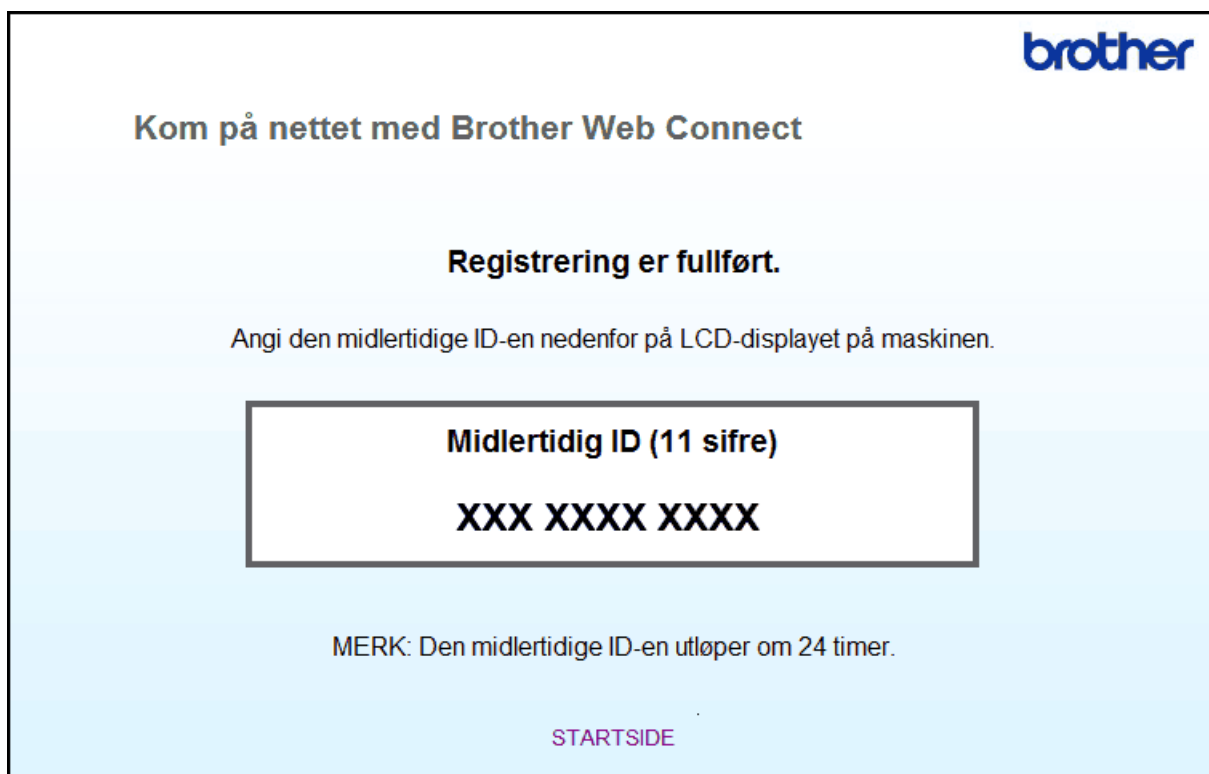 brother
Kom på nettet med Brother Web Connect
Registrering er fullført.
Angi den midlertidige ID-en nedenfor på LCD-displayet på maskinen.
Midlertidig ID (11 sifre)
XXX XXXX XXXX
MERK: Den midlertidige ID-en utløper om 24 timer.
STARTSIDE